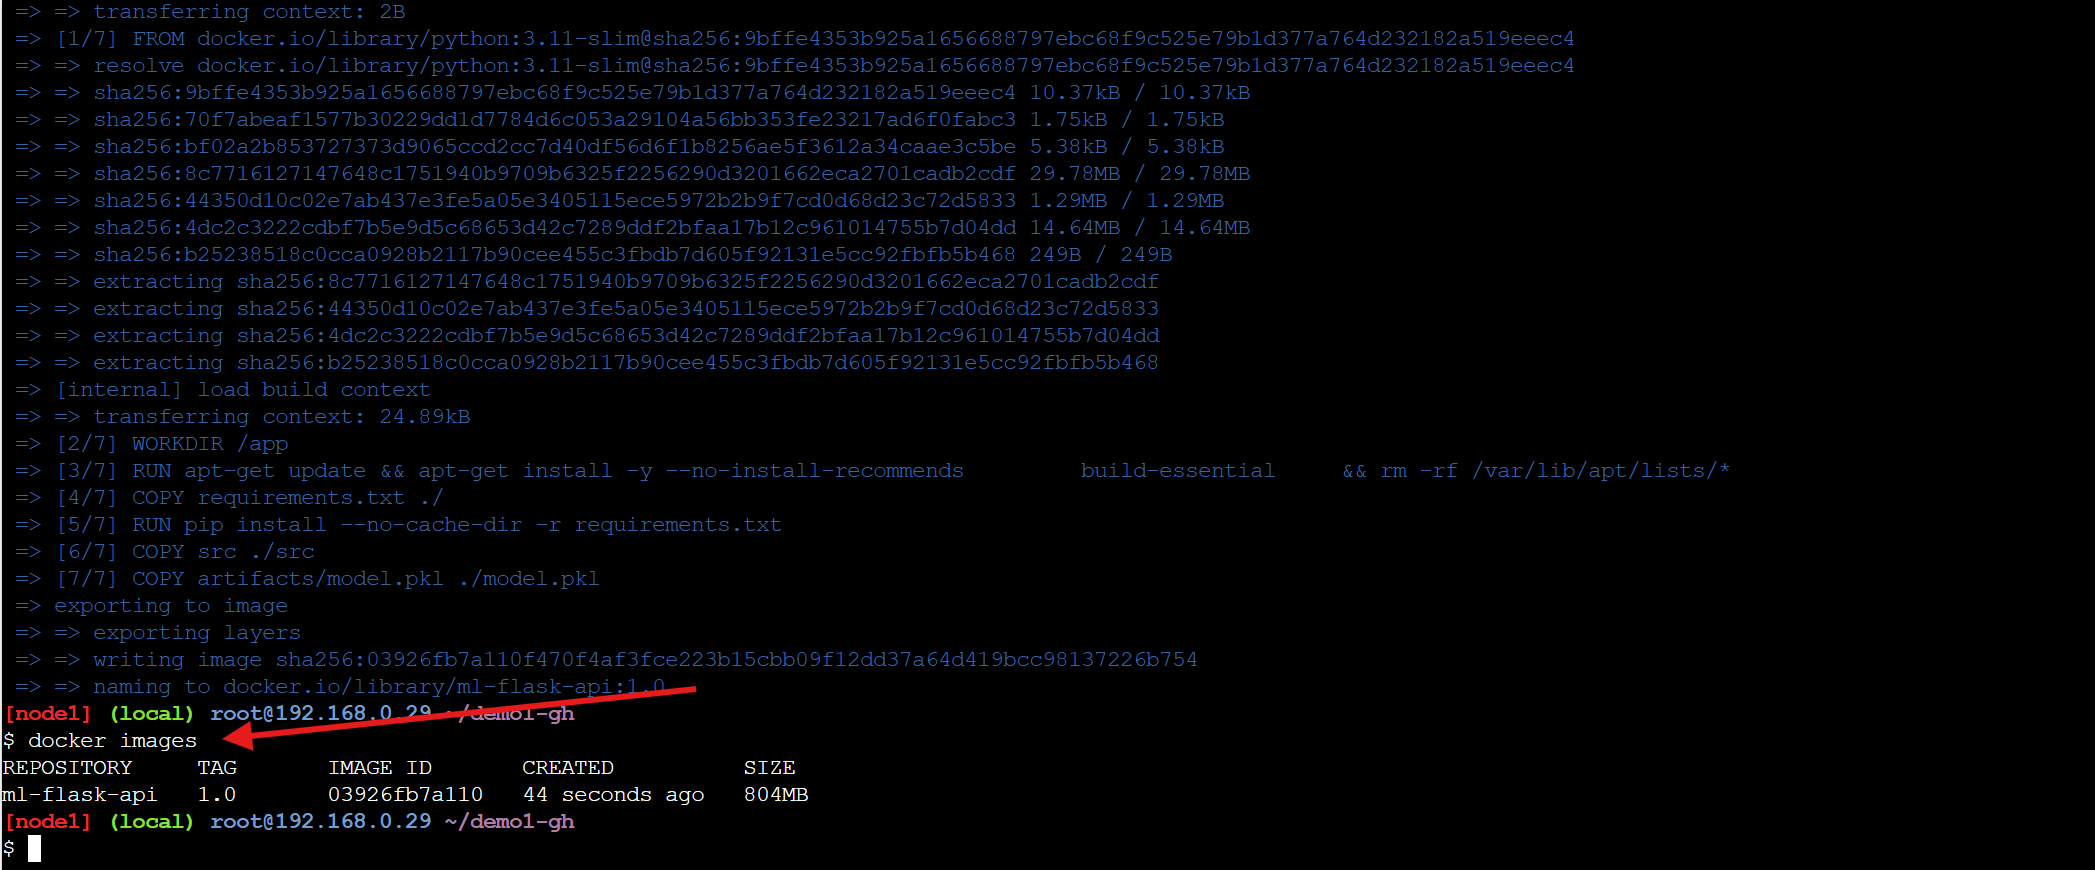 => => transferring context: 2B
=> [1/7] FROM docker.io/library/python:3.11-slim@sha256:9bffe4353b925a1656688797ebc68f9c525e79b1d377a764d232182a519eeec4
=> => resolve docker.io/library/python:3.11-slim@sha256:9bffe4353b925a1656688797ebc68f9c525e79b1d377a764d232182a519eeec4
=> => sha256:9bffe4353b925a1656688797ebc68f9c525e79b1d377a764d232182a519eeec4 10.37kB / 10.37kB
=> => sha256:70f7abeaf1577b30229dd1d7784d6c053a29104a56bb353fe23217ad6f0fabc3 1.75kB / 1.75kB
=> => sha256:bf02a2b853727373d9065ccd2cc7d40df56d6f1b8256ae5f3612a34caae3c5be 5.38kB / 5.38kB
=> => sha256:8c7716127147648c1751940b9709b6325f2256290d3201662eca2701cadb2cdf 29.78MB / 29.78MB
=> => sha256:44350d10c02e7ab437e3fe5a05e3405115ece5972b2b9f7cd0d68d23c72d5833 1.29MB / 1.29MB
=> => sha256:4dc2c3222cdbf7b5e9d5c68653d42c7289ddf2bfaa17b12c961014755b7d04dd 14.64MB / 14.64MB
=> => sha256:b25238518c0cca0928b2117b90cee455c3fbdb7d605f92131e5cc92fbfb5b468 249B / 249B
=> => extracting sha256:8c7716127147648c1751940b9709b6325f2256290d3201662eca2701cadb2cdf
=> => extracting sha256:44350d10c02e7ab437e3fe5a05e3405115ece5972b2b9f7cd0d68d23c72d5833
=> => extracting sha256:4dc2c3222cdbf7b5e9d5c68653d42c7289ddf2bfaa17b12c961014755b7d04dd
=> => extracting sha256:b25238518c0cca0928b2117b90cee455c3fbdb7d605f92131e5cc92fbfb5b468
=> [internal] load build context
=> => transferring context: 24.89kB
=> [2/7] WORKDIR /app
=> [3/7] RUN apt-get update && apt-get install -y --no-install-recommends build-essential && rm -rf /var/lib/apt/lists/*
=> [4/7] COPY requirements.txt ./
=> [5/7] RUN pip install --no-cache-dir -r requirements.txt
=> [6/7] COPY src ./src
=> [7/7] COPY artifacts/model.pkl ./model.pkl
=> exporting to image
=> => exporting layers
=> => writing image sha256:03926fb7a110f470f4af3fce223b15cbb09f12dd37a64d419bcc98137226b754
=> => naming to docker.io/library/ml-flask-api:1.0
[node1] (local) root@192.168.0.29 ~/demo1-gh
$ docker images
REPOSITORY TAG IMAGE ID CREATED SIZE
ml-flask-api 1.0 03926fb7a110 44 seconds ago 804MB
[node1] (local) root@192.168.0.29 ~/demo1-gh
$